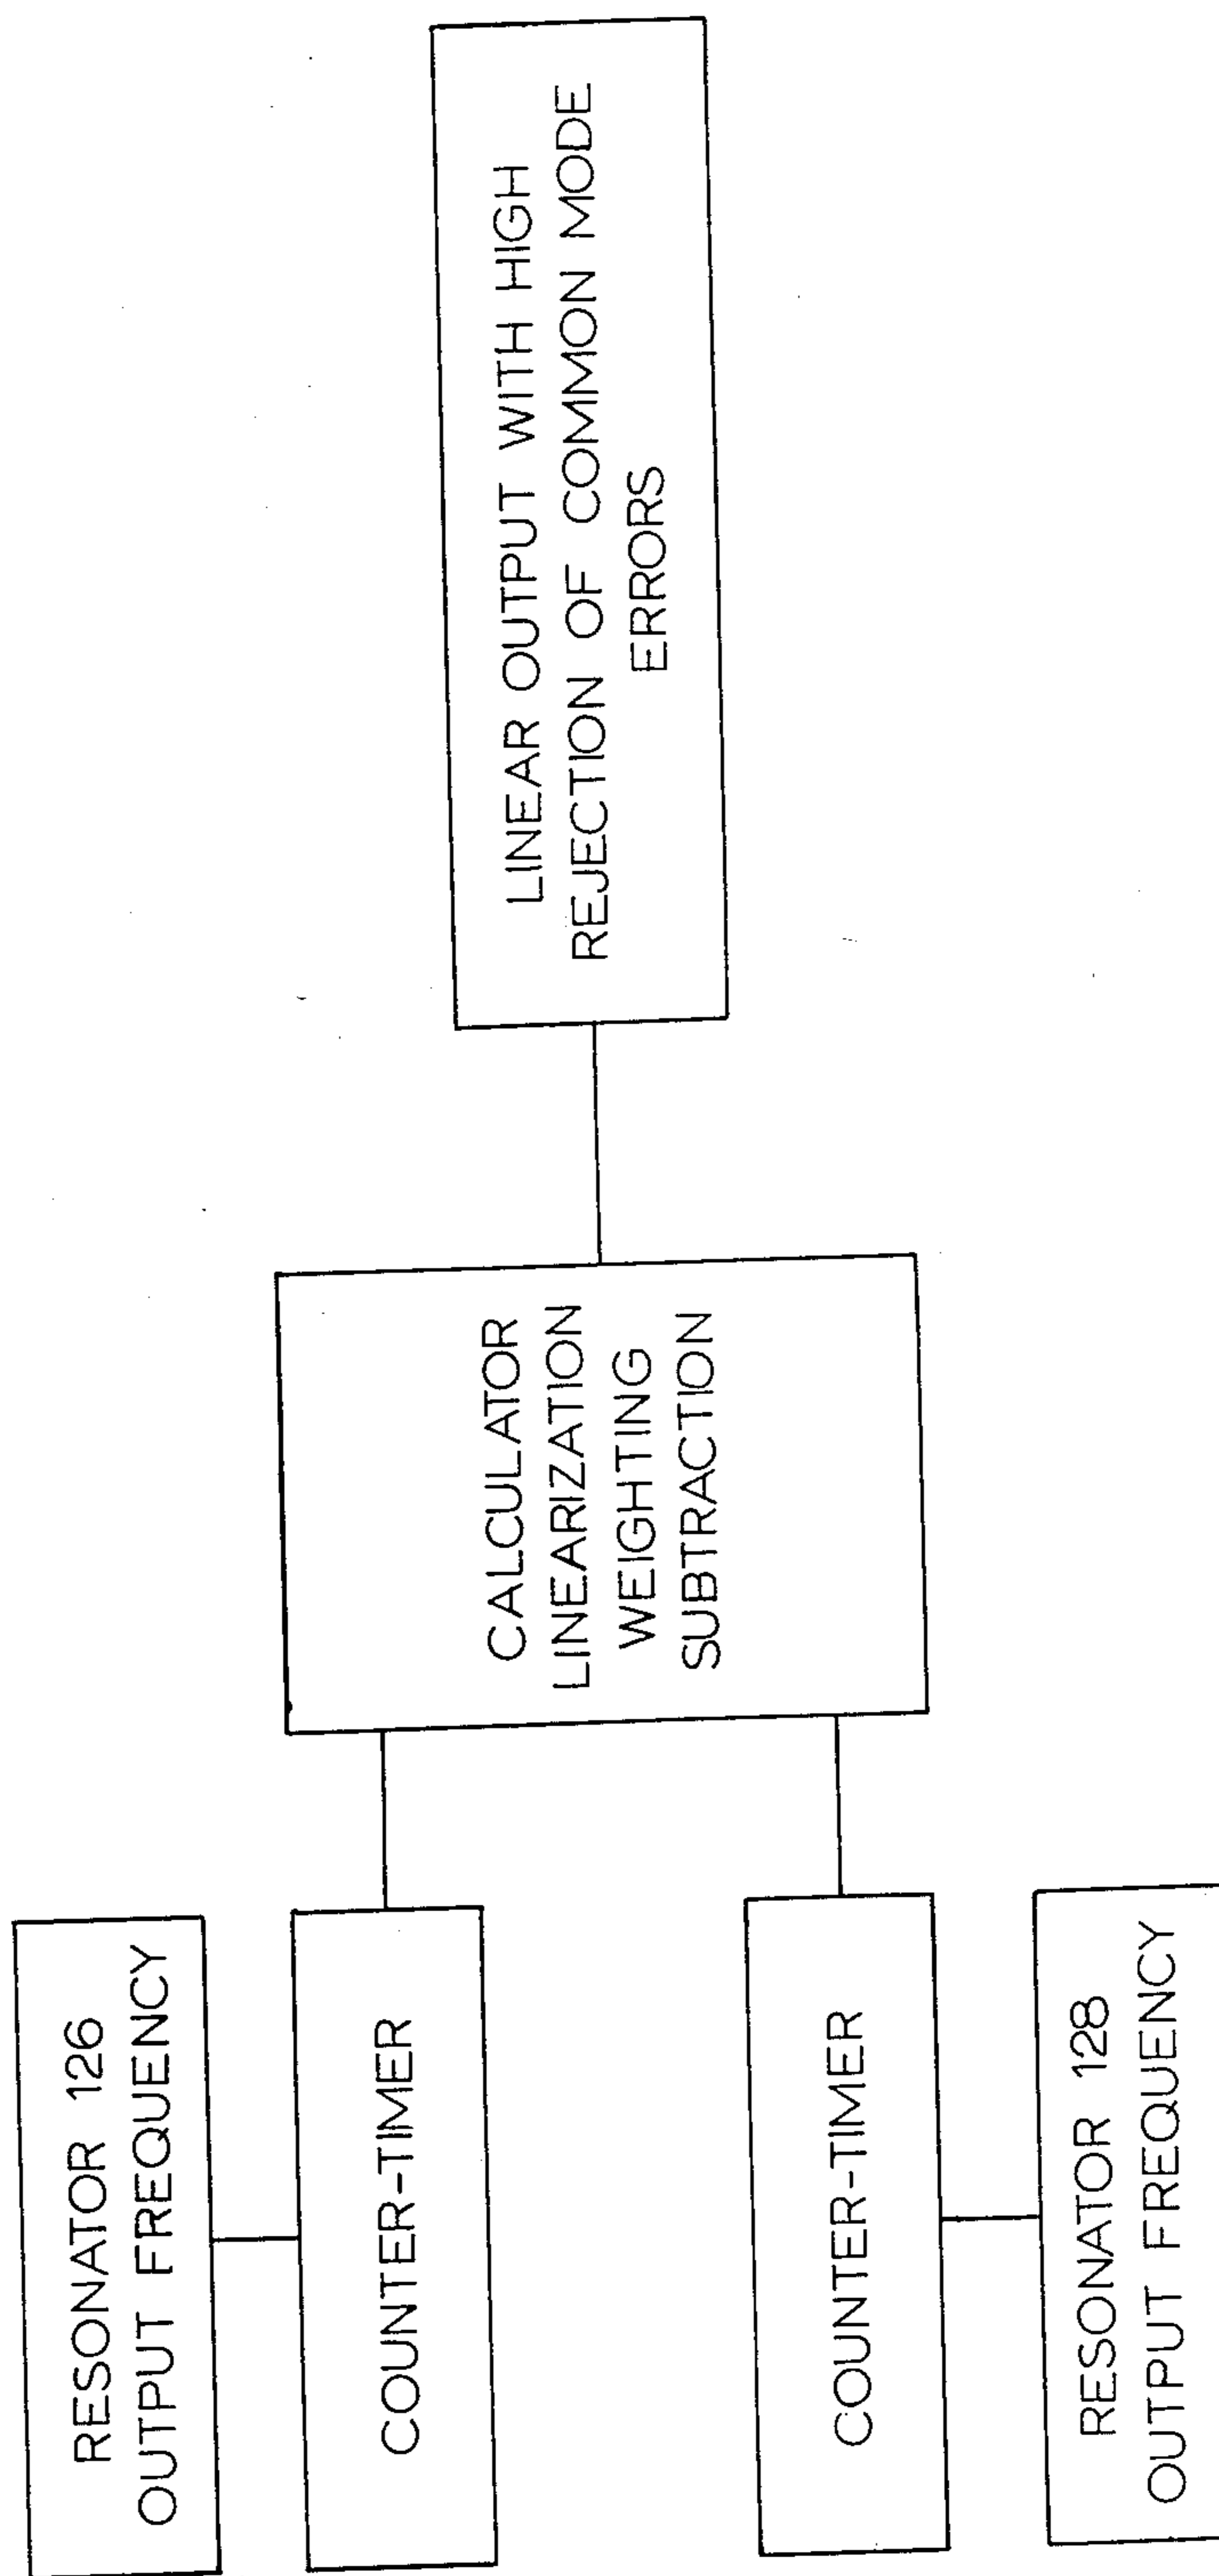 RESONATOR 126
OUTPUT FREQUENCY
COUNTER-TIMER
COUNTER-TIMER
RESONATOR 128
OUTPUT FREQUENCY
CALCULATOR
LINEARIZATION
WEIGHTING
SUBTRACTION
LINEAR OUTPUT WITH HIGH
REJECTION OF COMMON MODE
ERRORS